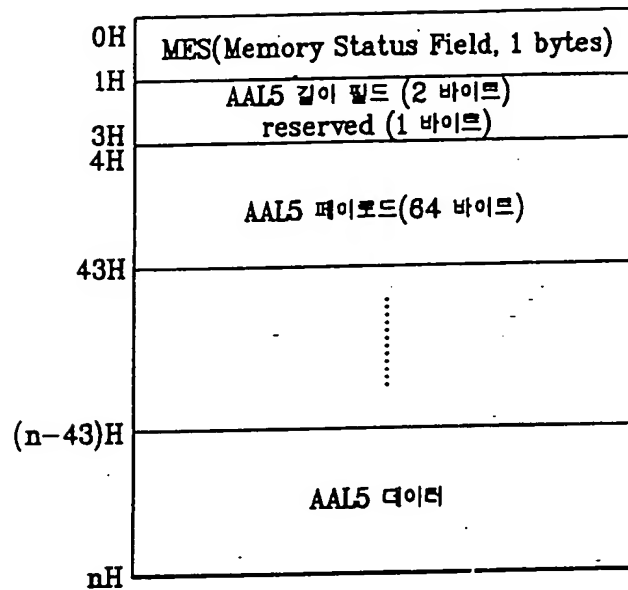 0H
MES(Memory Status Field, 1 bytes)
1H
AAL5 길이 필드 (2 바이트)
reserved (1 바이트)
3H
4H
AAL5 페이로드(64 바이트)
43H
(n-43)H
AAL5 데이터
nH